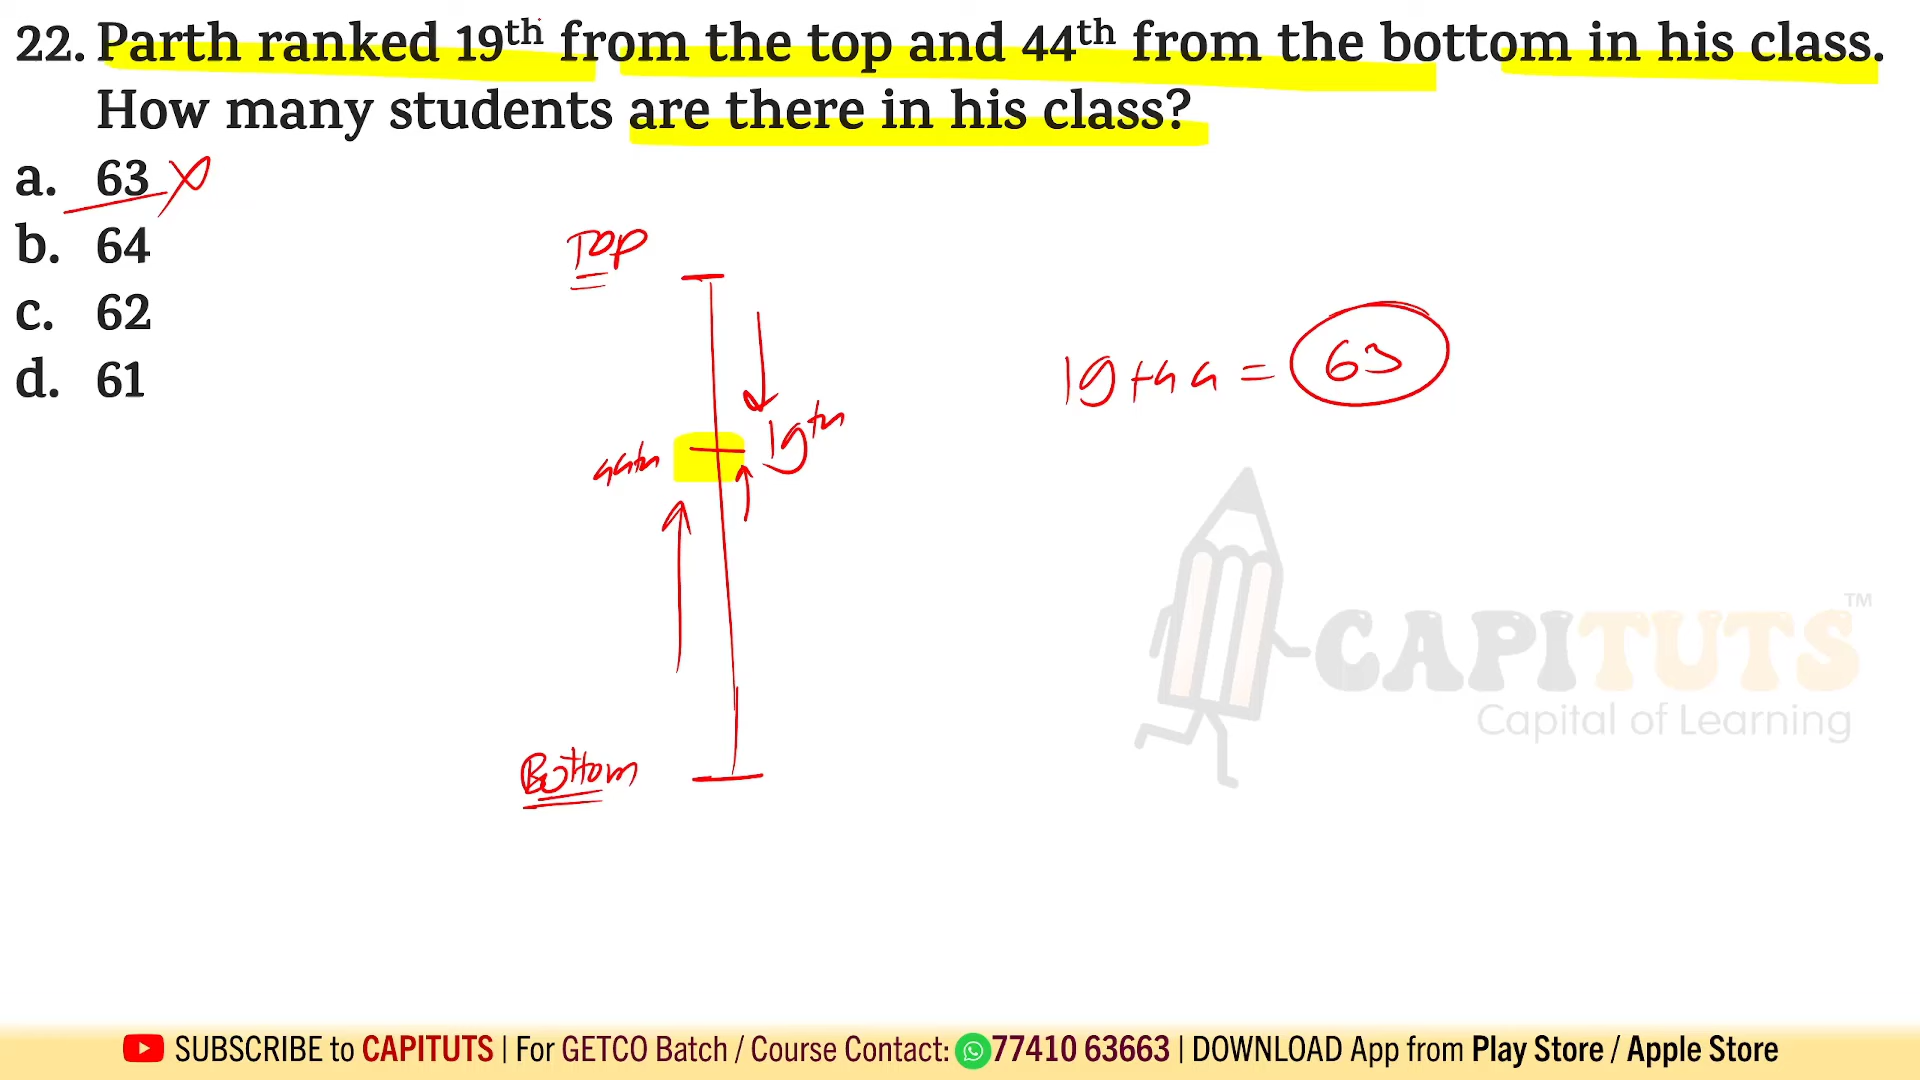 22. Parth ranked 19th from the top and 44th from the bottom in his class.
How many students are there in his class?
a. 63
b. 64
c. 62
d. 61
Top
19+44 = 63
19th
44th
Bottom
CAPITUTS™
Capital of Learning
SUBSCRIBE to CAPITUTS | For GETCO Batch / Course Contact: 77410 63663 | DOWNLOAD App from Play Store / Apple Store